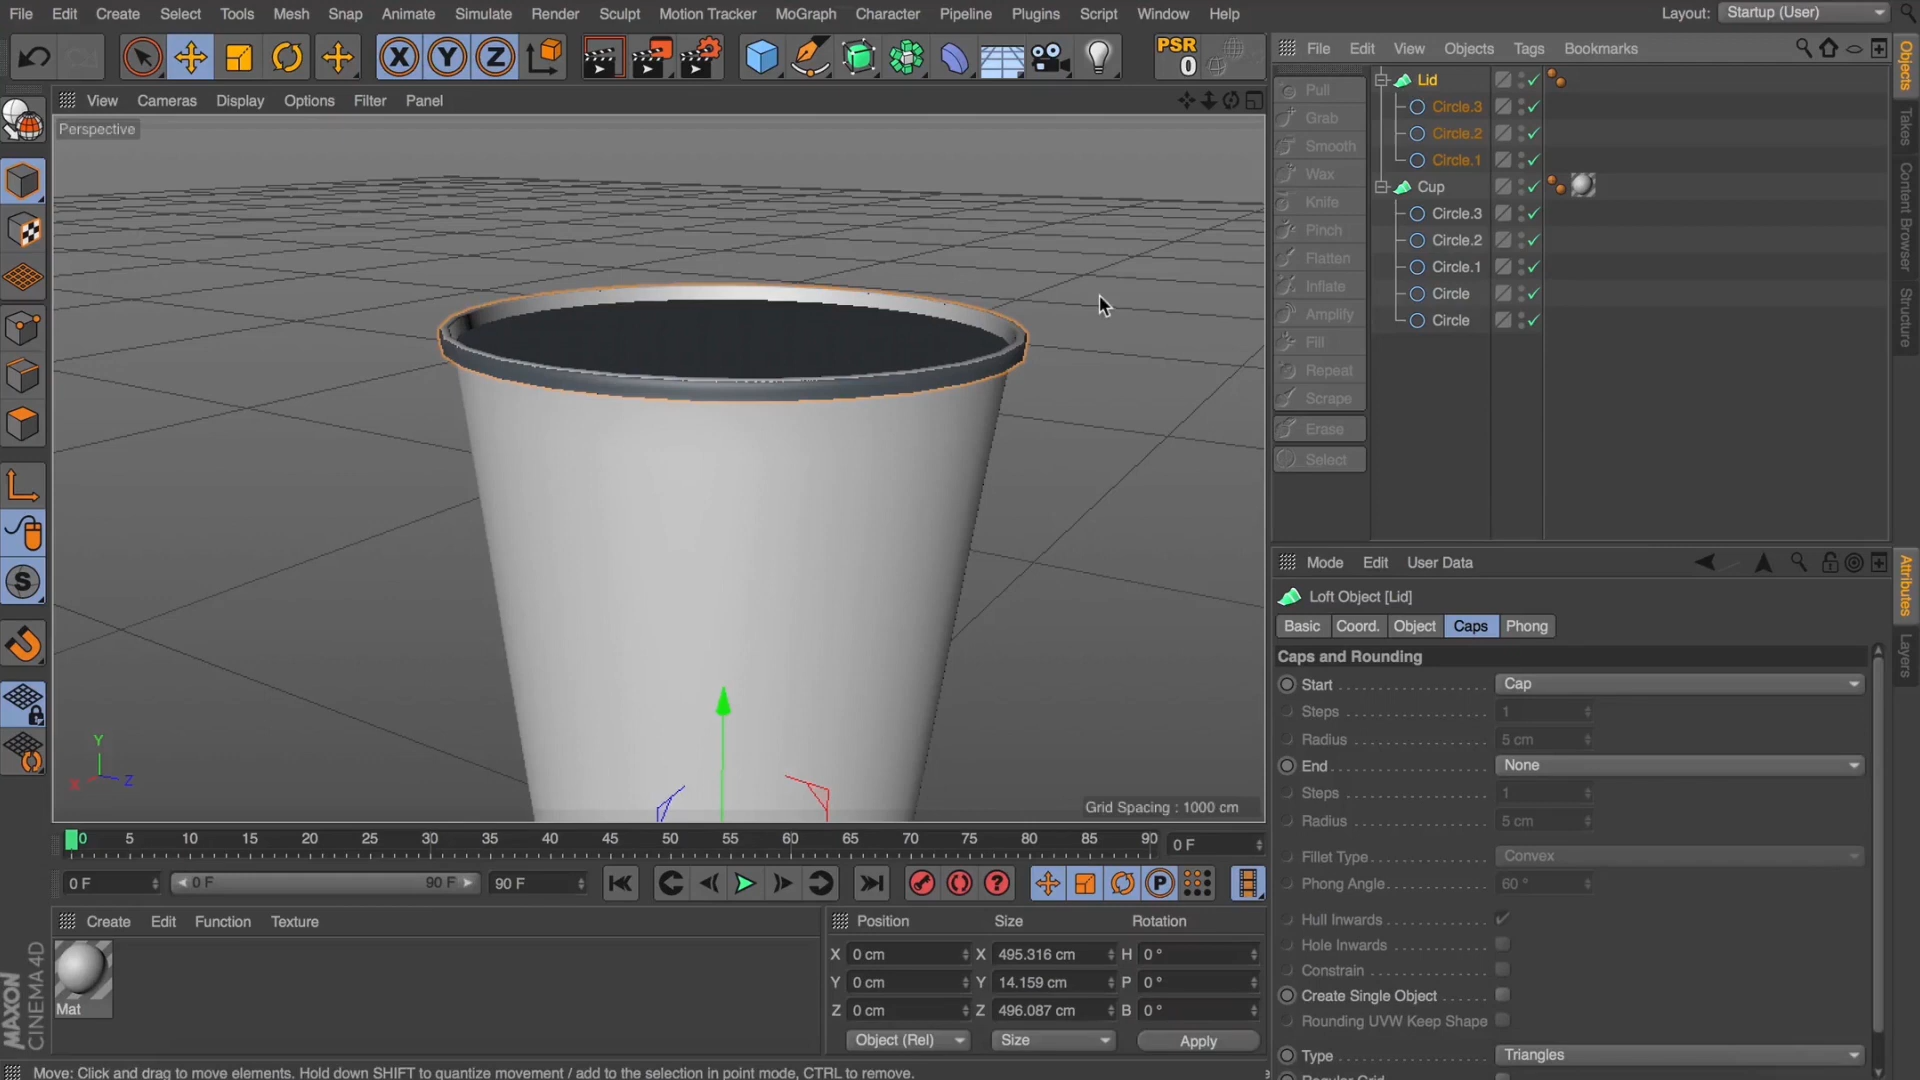 File Edit Create Select Tools Mesh Snap Animate Simulate Render Sculpt Motion Tracker MoGraph Character Pipeline Plugins Script Window Help
Layout: Startup (User)
PSR
0
X Y Z
File Edit View Objects Tags Bookmarks
View Cameras Display Options Filter Panel
Perspective
Pull
Grab
Smooth
Wax
Knife
Pinch
Flatten
Inflate
Amplify
Fill
Repeat
Scrape
Erase
Select
Lid
Circle.3
Circle.2
Circle.1
Cup
Circle.3
Circle.2
Circle.1
Circle
Circle
Objects
Takes
Content Browser
Structure
Mode Edit User Data
Loft Object [Lid]
Basic Coord. Object Caps Phong
Caps and Rounding
Start Cap
Steps 1
Radius 5 cm
End None
Steps 1
Radius 5 cm
Fillet Type Convex
Phong Angle 60 °
Hull Inwards
Hole Inwards
Constrain
Create Single Object
Rounding UVW Keep Shape
Type Triangles
Attributes
Layers
Y
X Z
Grid Spacing : 1000 cm
0 5 10 15 20 25 30 35 40 45 50 55 60 65 70 75 80 85 90 0 F
0 F 0 F 90 F 90 F
Create Edit Function Texture
Mat
Position Size Rotation
X 0 cm X 495.316 cm H 0 °
Y 0 cm Y 14.159 cm P 0 °
Z 0 cm Z 496.087 cm B 0 °
Object (Rel) Size Apply
MAXON
CINEMA 4D
Move: Click and drag to move elements. Hold down SHIFT to quantize movement / add to the selection in point mode, CTRL to remove.